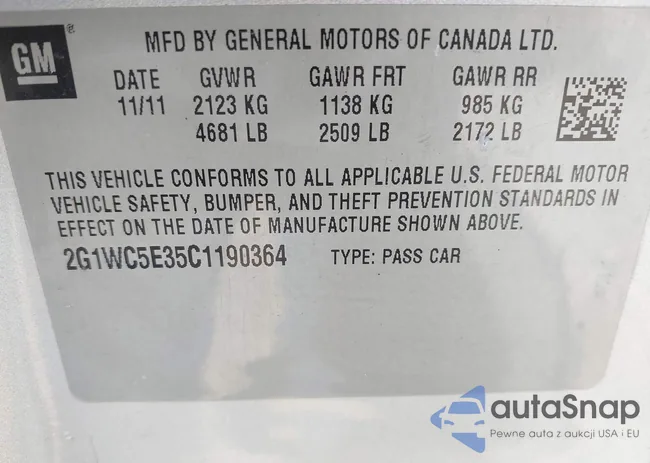 GM ®
MFD BY GENERAL MOTORS OF CANADA LTD.
DATE GVWR GAWR FRT GAWR RR
11/11 2123 KG 1138 KG 985 KG
4681 LB 2509 LB 2172 LB
THIS VEHICLE CONFORMS TO ALL APPLICABLE U.S. FEDERAL MOTOR
VEHICLE SAFETY, BUMPER, AND THEFT PREVENTION STANDARDS IN
EFFECT ON THE DATE OF MANUFACTURE SHOWN ABOVE.
2G1WC5E35C1190364 TYPE: PASS CAR
autaSnap
Pewne auta z aukcji USA i EU